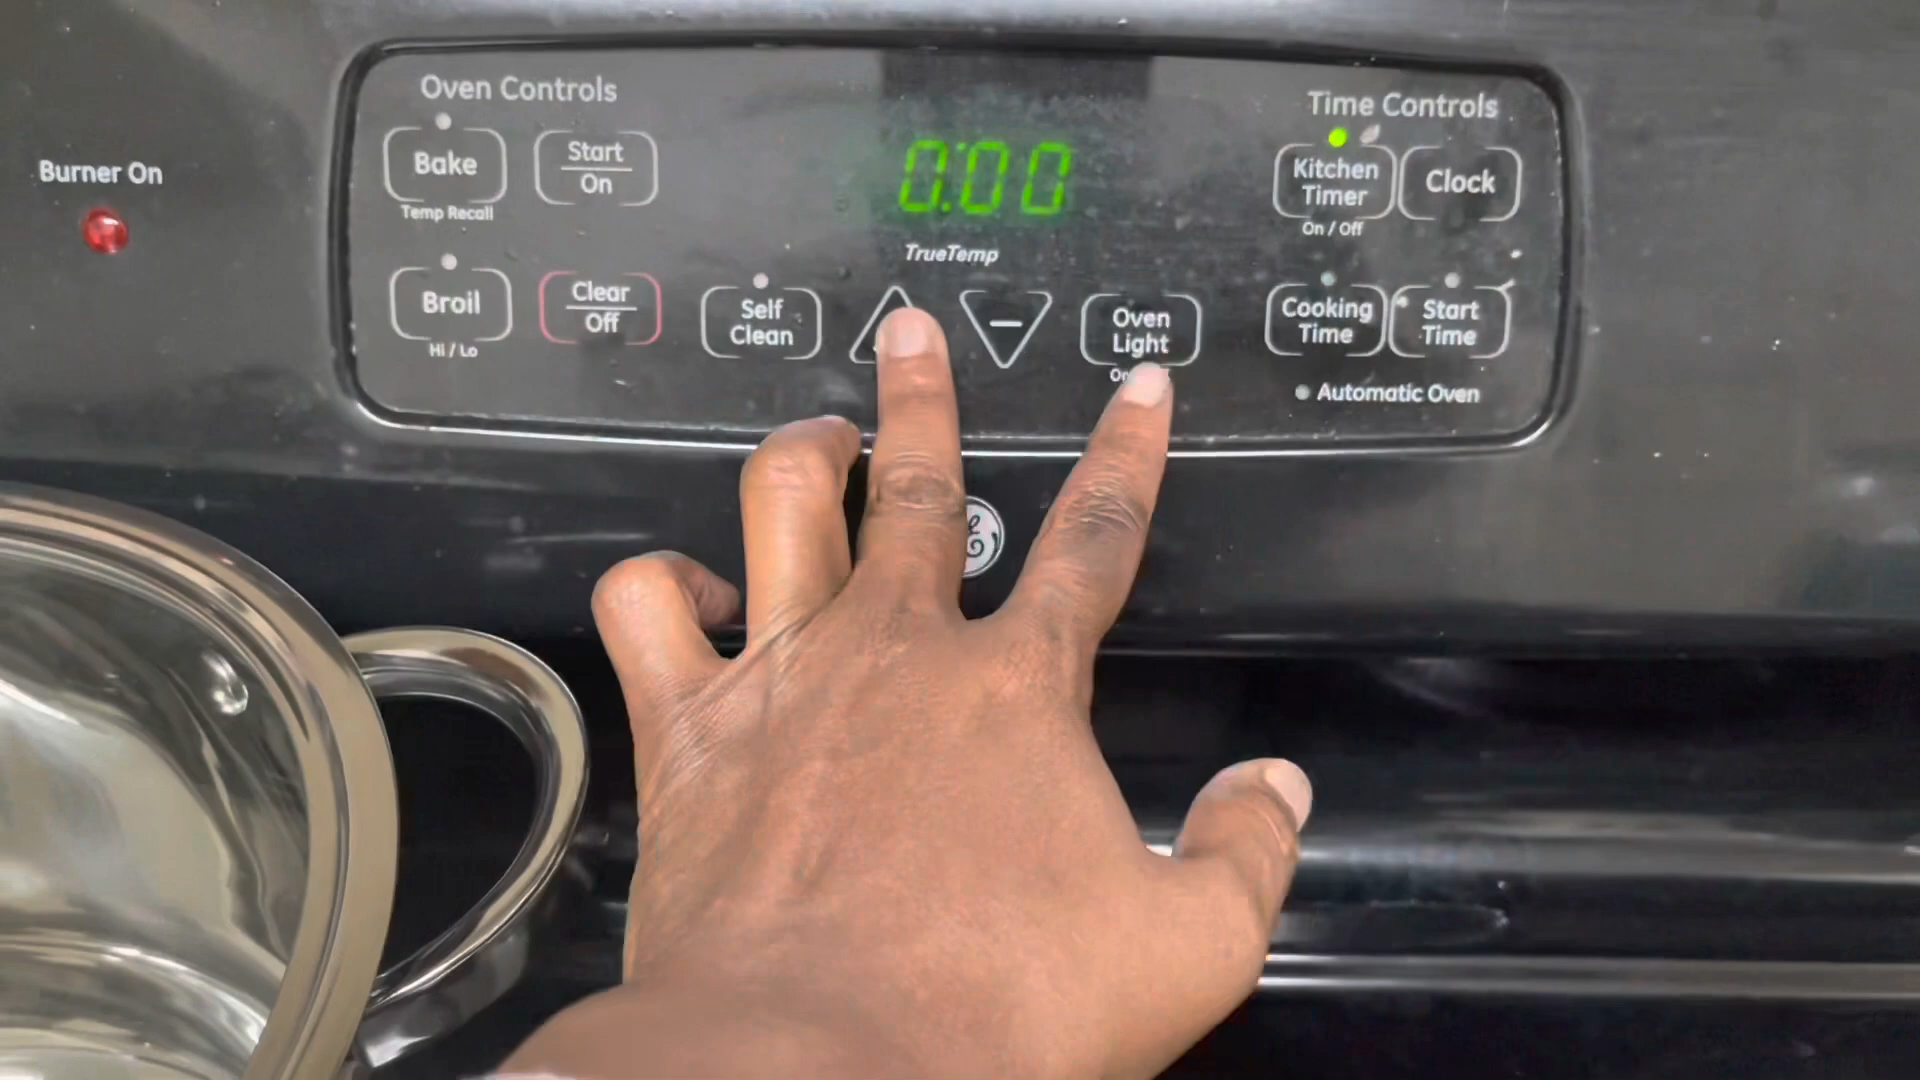 Oven Controls
Time Controls
Burner On
Bake
Temp Recall
Start
On
0:00
TrueTemp
Kitchen
Timer
On / Off
Clock
Broil
Hi / Lo
Clear
Off
Self
Clean
Oven
Light
Cooking
Time
Start
Time
Automatic Oven